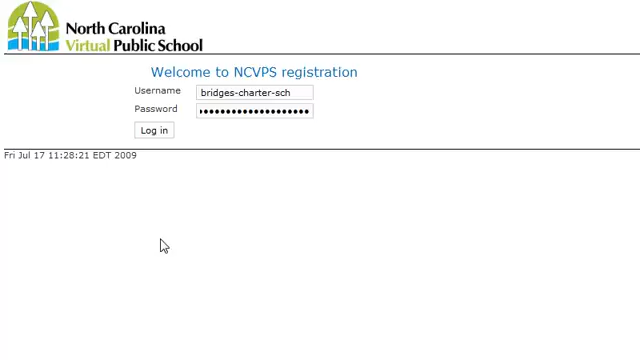 North Carolina
Virtual Public School
Welcome to NCVPS registration
Username
bridges-charter-sch
Password
Log in
Fri Jul 17 11:28:21 EDT 2009